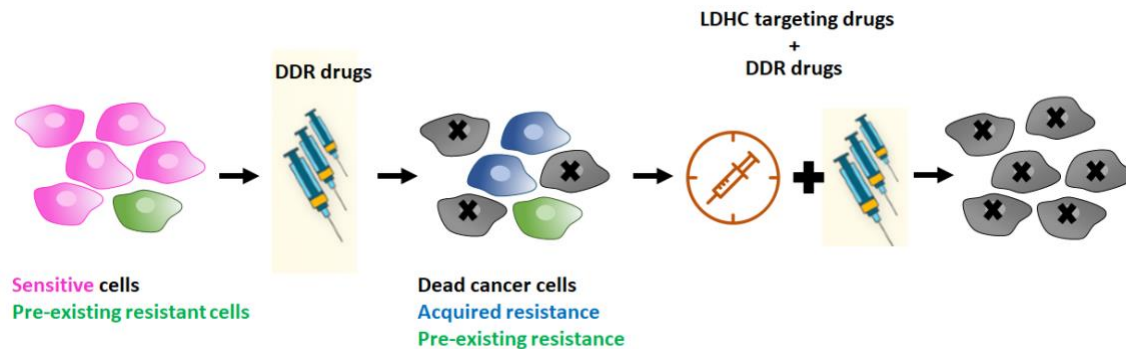 LDHC targeting drugs
+
DDR drugs
DDR drugs
Sensitive cells
Pre-existing resistant cells
Dead cancer cells
Acquired resistance
Pre-existing resistance